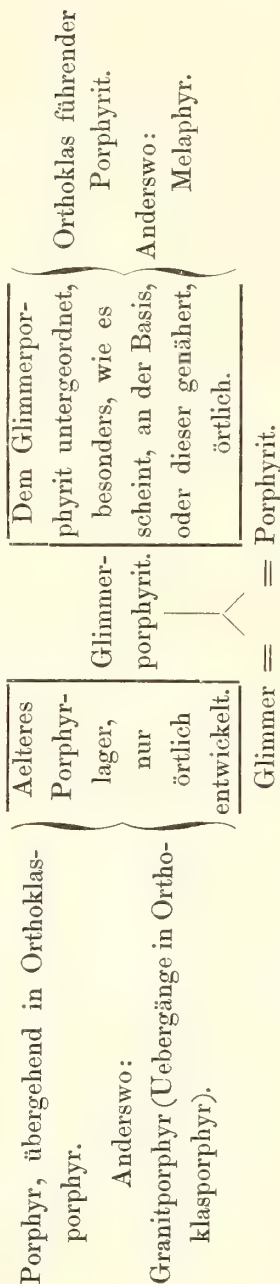 Porphyr, übergehend in Orthoklas-
porphyr.
Anderswo:
Granitporphyr (Uebergänge in Ortho-
klasporphyr).
Aelteres
Porphyr-
lager,
nur
örtlich
entwickelt.
Glimmer-
porphyrit.
Glimmer = = Porphyrit.
Dem Glimmerpor-
phyrit untergeordnet,
besonders, wie es
scheint, an der Basis,
oder dieser genähert,
örtlich.
Orthoklas führender
Porphyrit.
Anderswo:
Melaphyr.